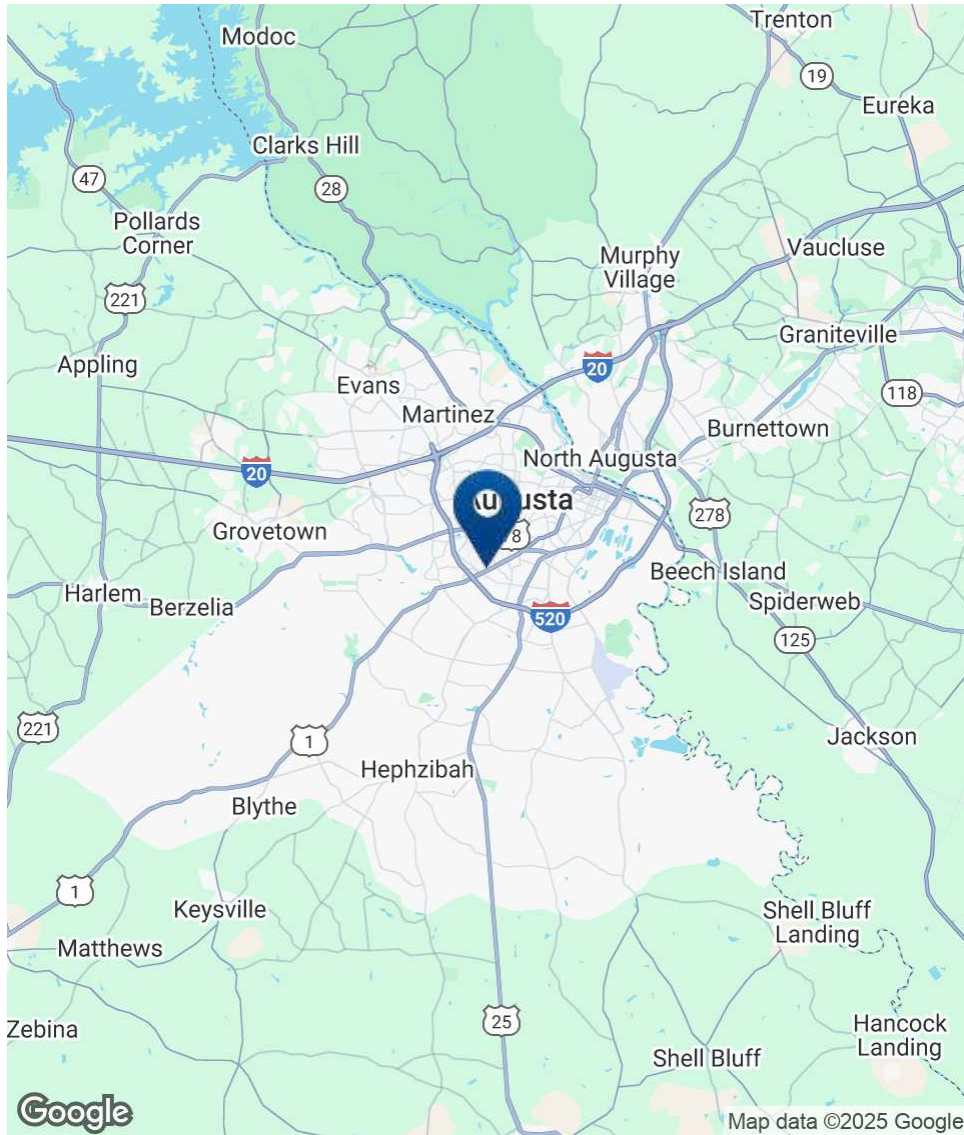 Trenton
Modoc
19
Eureka
Clarks Hill
47
28
Pollards
Corner
Murphy
Village
Vaucluse
221
Graniteville
Appling
20
Evans
118
Martinez
Burnettown
North Augusta
20
278
Grovetown
Beech Island
Harlem
Berzelia
Spiderweb
520
125
221
1
Jackson
Hephzibah
Blythe
1
Keysville
Shell Bluff
Landing
Matthews
25
Zebina
Hancock
Landing
Shell Bluff
Google
Map data ©2025 Google